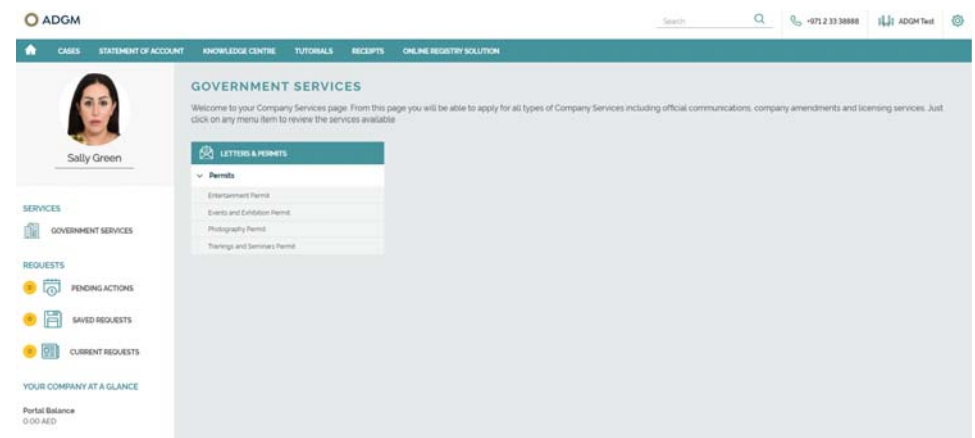 ADGM
Search
+971 2 33 38888
ADGM Test
CASES
STATEMENT OF ACCOUNT
KNOWLEDGE CENTRE
TUTORIALS
RECEIPTS
ONLINE REGISTRY SOLUTION
Sally Green
SERVICES
GOVERNMENT SERVICES
REQUESTS
PENDING ACTIONS
SAVED REQUESTS
CURRENT REQUESTS
YOUR COMPANY AT A GLANCE
Portal Balance
0.00 AED
GOVERNMENT SERVICES
Welcome to your Company Services page. From this page you will be able to apply for all types of Company Services including official communications, company amendments and licensing services. Just
click on any menu item to review the services available
LETTERS & PERMITS
Permits
Entertainment Permit
Events and Exhibition Permit
Photography Permit
Trainings and Seminars Permit